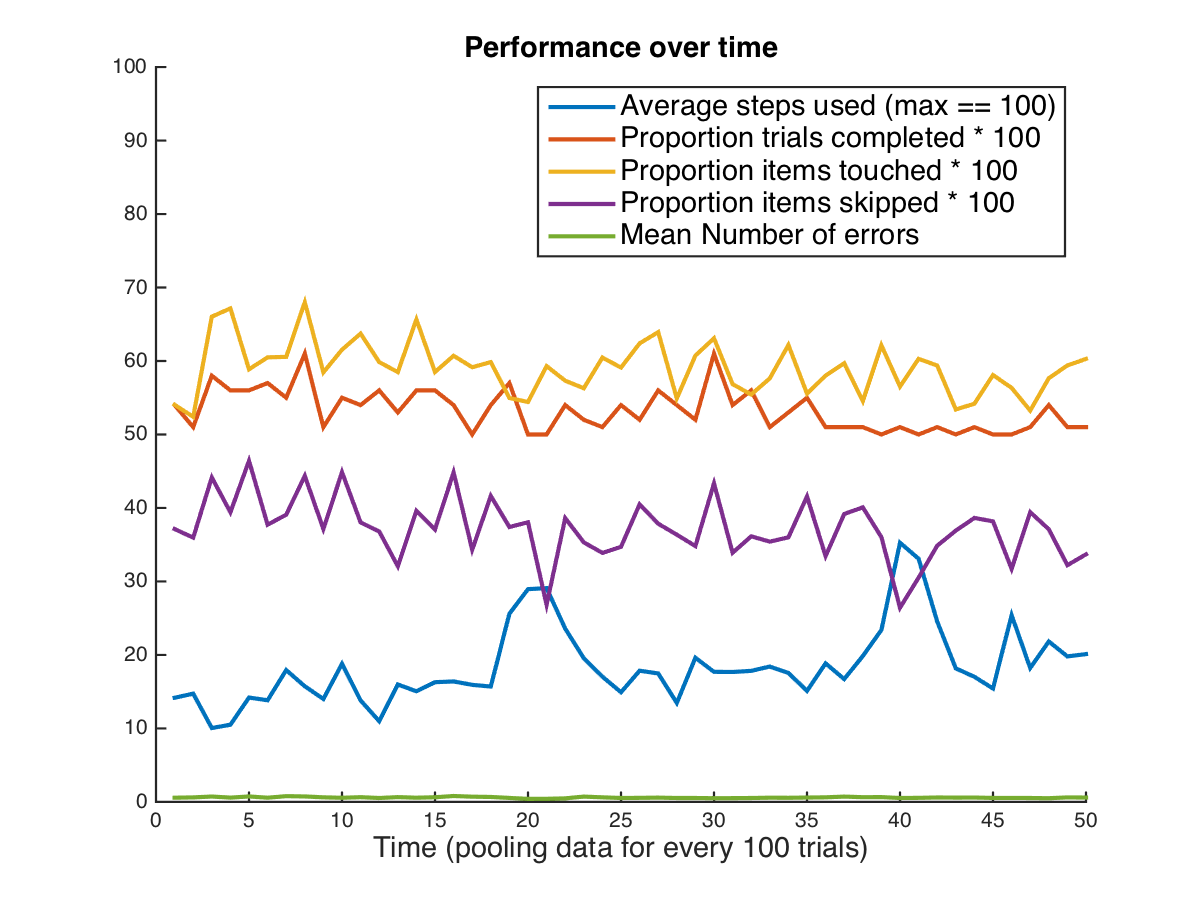 Performance over time
100
90
80
70
60
50
40
30
20
10
0
Average steps used (max == 100)
Proportion trials completed * 100
Proportion items touched * 100
Proportion items skipped * 100
Mean Number of errors
0 5 10 15 20 25 30 35 40 45 50
Time (pooling data for every 100 trials)